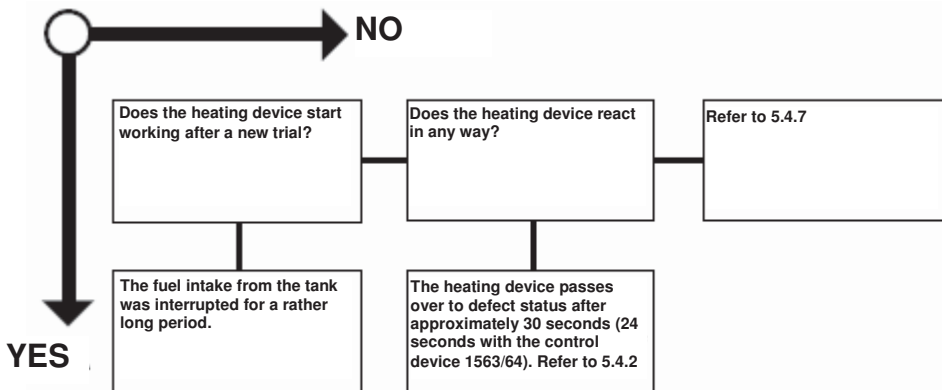 NO
Does the heating device start
working after a new trial?
Does the heating device react
in any way?
Refer to 5.4.7
The fuel intake from the tank
was interrupted for a rather
long period.
The heating device passes
over to defect status after
approximately 30 seconds (24
seconds with the control
device 1563/64). Refer to 5.4.2
YES